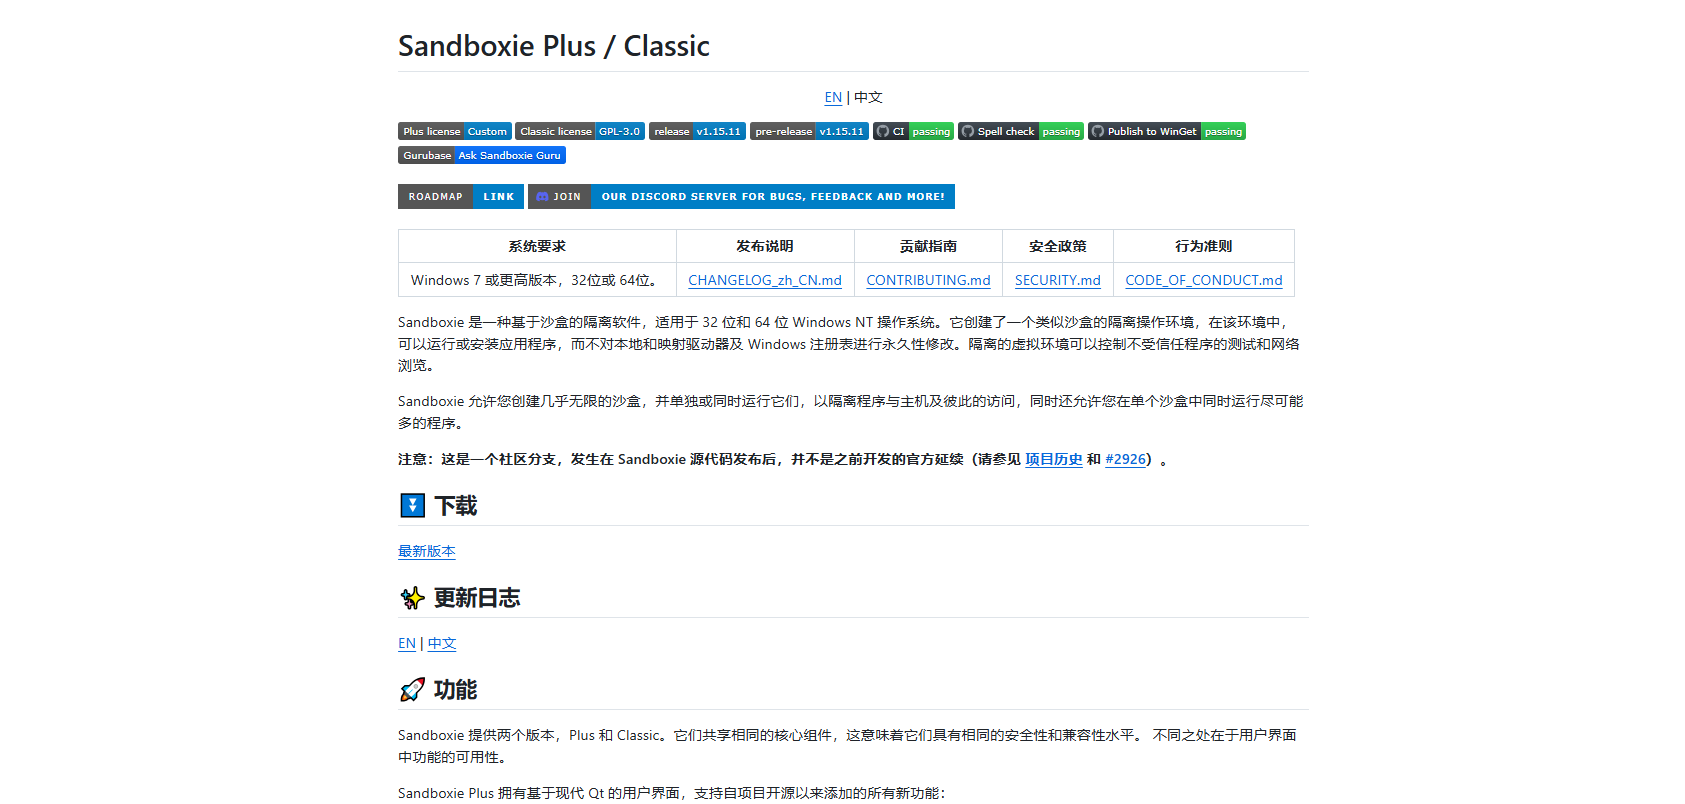 Sandboxie Plus / Classic
EN | 中文
Plus license Custom Classic license GPL-3.0 release v1.15.11 pre-release v1.15.11 CI passing Spell check passing Publish to WinGet passing
Gurubase Ask Sandboxie Guru
ROADMAP LINK JOIN OUR DISCORD SERVER FOR BUGS, FEEDBACK AND MORE!
系统要求 发布说明 贡献指南 安全政策 行为准则
Windows 7 或更高版本，32位或 64位。 CHANGELOG_zh_CN.md CONTRIBUTING.md SECURITY.md CODE_OF_CONDUCT.md
Sandboxie 是一种基于沙盒的隔离软件，适用于 32 位和 64 位 Windows NT 操作系统。它创建了一个类似沙盒的隔离操作环境，在该环境中，
可以运行或安装应用程序，而不对本地和映射驱动器及 Windows 注册表进行永久性修改。隔离的虚拟环境可以控制不受信任程序的测试和网络
浏览。
Sandboxie 允许您创建几乎无限的沙盒，并单独或同时运行它们，以隔离程序与主机及彼此的访问，同时还允许您在单个沙盒中同时运行尽可能
多的程序。
注意：这是一个社区分支，发生在 Sandboxie 源代码发布后，并不是之前开发的官方延续（请参见 项目历史 和 #2926）。
下载
最新版本
更新日志
EN | 中文
功能
Sandboxie 提供两个版本，Plus 和 Classic。它们共享相同的核心组件，这意味着它们具有相同的安全性和兼容性水平。 不同之处在于用户界面
中功能的可用性。
Sandboxie Plus 拥有基于现代 Qt 的用户界面，支持自项目开源以来添加的所有新功能：